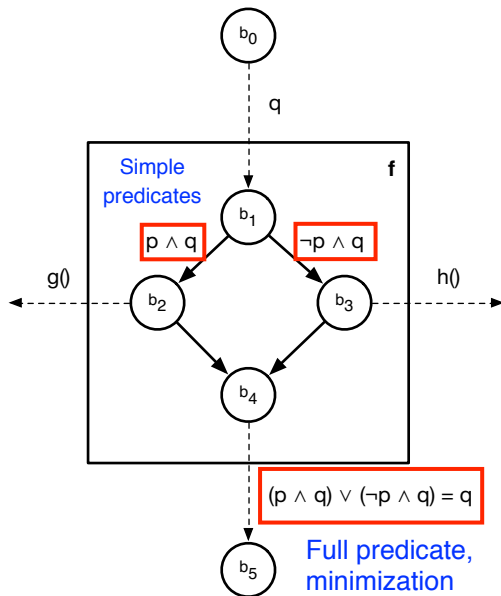 b0
q
Simple
predicates
f
b1
p ∧ q
¬p ∧ q
g()
b2
b3
h()
b4
(p ∧ q) ∨ (¬p ∧ q) = q
b5
Full predicate,
minimization